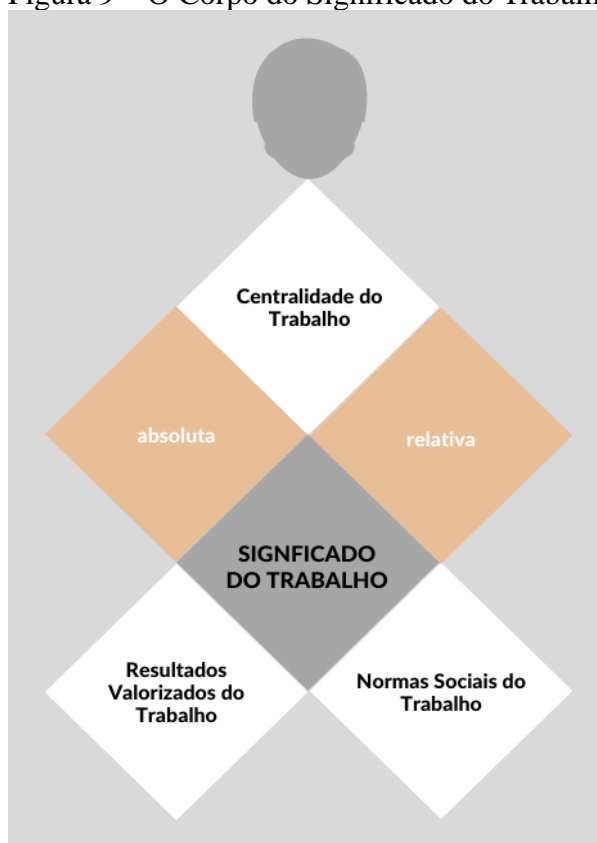 Figura 9 – O Corpo do Significado do Trabalho
Centralidade do
Trabalho
absoluta
relativa
SIGNFICADO
DO TRABALHO
Resultados
Valorizados do
Trabalho
Normas Sociais do
Trabalho